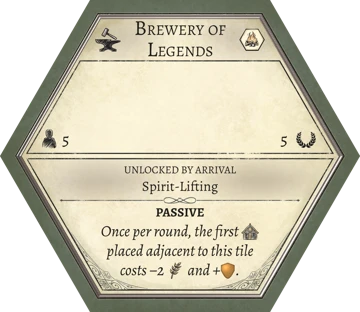 Brewery of
Legends
5 5
UNLOCKED BY ARRIVAL
Spirit-Lifting
PASSIVE
Once per round, the first
placed adjacent to this tile
costs –2 and +.